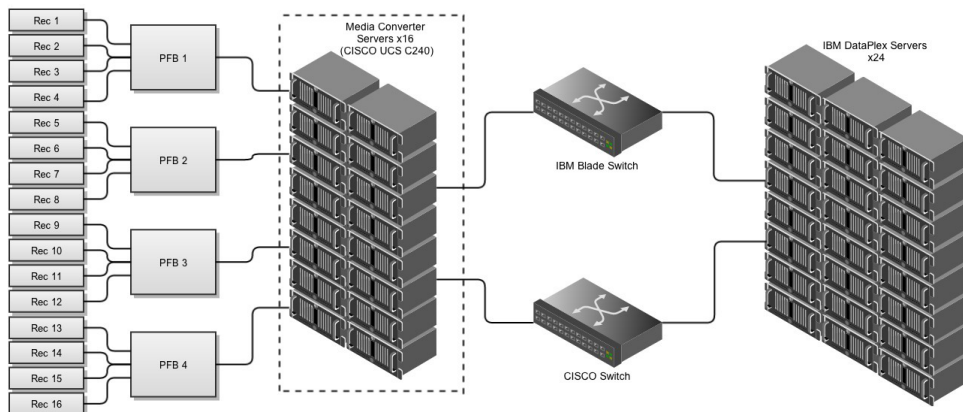 Rec 1
Rec 2
Rec 3
Rec 4
Rec 5
Rec 6
Rec 7
Rec 8
Rec 9
Rec 10
Rec 11
Rec 12
Rec 13
Rec 14
Rec 15
Rec 16
PFB 1
PFB 2
PFB 3
PFB 4
Media Converter
Servers x16
(CISCO UCS C240)
IBM Blade Switch
CISCO Switch
IBM DataPlex Servers
x24